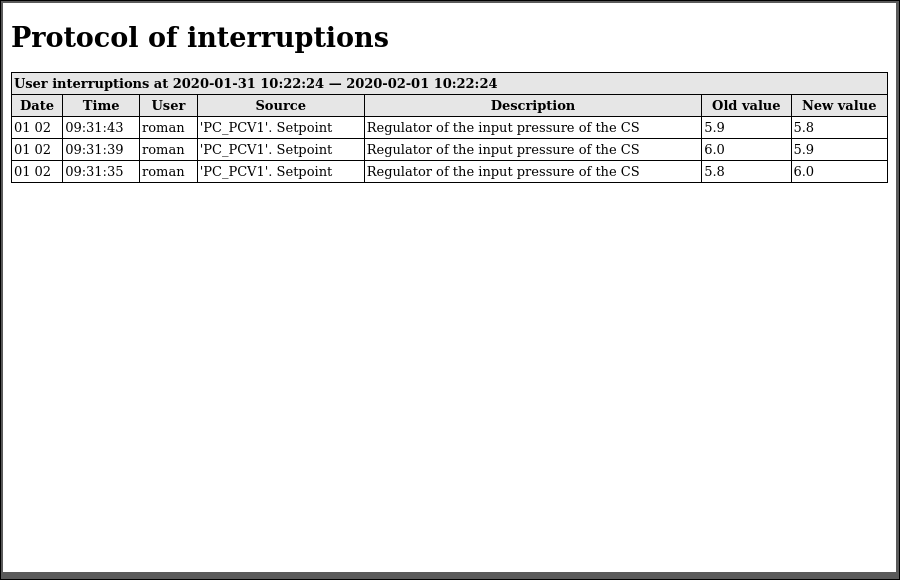 Protocol of interruptions
User interruptions at 2020-01-31 10:22:24 — 2020-02-01 10:22:24
Date Time User Source Description Old value New value
01 02 09:31:43 roman 'PC_PCV1'. Setpoint Regulator of the input pressure of the CS 5.9 5.8
01 02 09:31:39 roman 'PC_PCV1'. Setpoint Regulator of the input pressure of the CS 6.0 5.9
01 02 09:31:35 roman 'PC_PCV1'. Setpoint Regulator of the input pressure of the CS 5.8 6.0